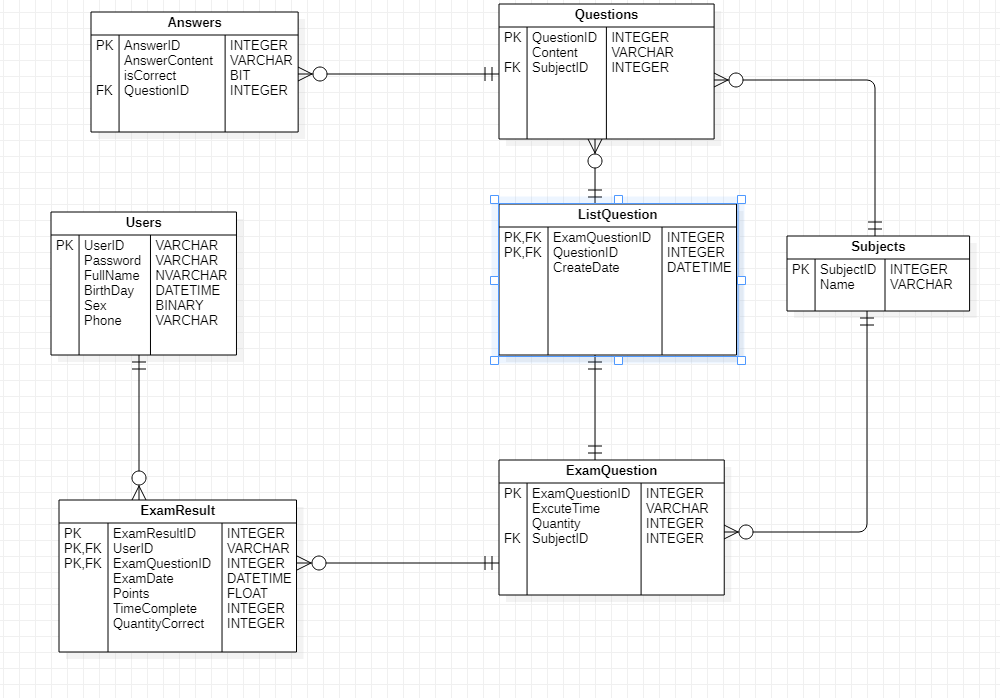 Answers
PK AnswerID INTEGER
AnswerContent VARCHAR
isCorrect BIT
FK QuestionID INTEGER
Questions
PK QuestionID INTEGER
Content VARCHAR
FK SubjectID INTEGER
Users
PK UserID VARCHAR
Password VARCHAR
FullName NVARCHAR
BirthDay DATETIME
Sex BINARY
Phone VARCHAR
ListQuestion
PK,FK ExamQuestionID INTEGER
PK,FK QuestionID INTEGER
CreateDate DATETIME
Subjects
PK SubjectID INTEGER
Name VARCHAR
ExamResult
PK ExamResultID INTEGER
PK,FK UserID VARCHAR
PK,FK ExamQuestionID INTEGER
ExamDate DATETIME
Points FLOAT
TimeComplete INTEGER
QuantityCorrect INTEGER
ExamQuestion
PK ExamQuestionID INTEGER
ExcuteTime VARCHAR
Quantity INTEGER
FK SubjectID INTEGER